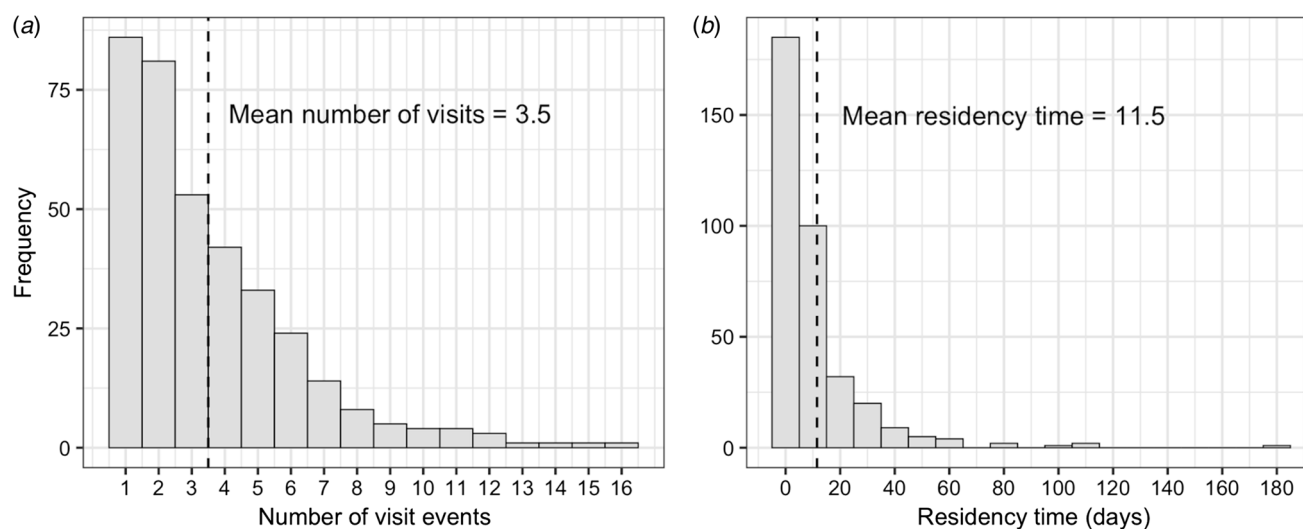 (a)
Frequency
75
50
25
0
Mean number of visits = 3.5
1 2 3 4 5 6 7 8 9 10 11 12 13 14 15 16
Number of visit events
(b)
150
100
50
0
Mean residency time = 11.5
0 20 40 60 80 100 120 140 160 180
Residency time (days)